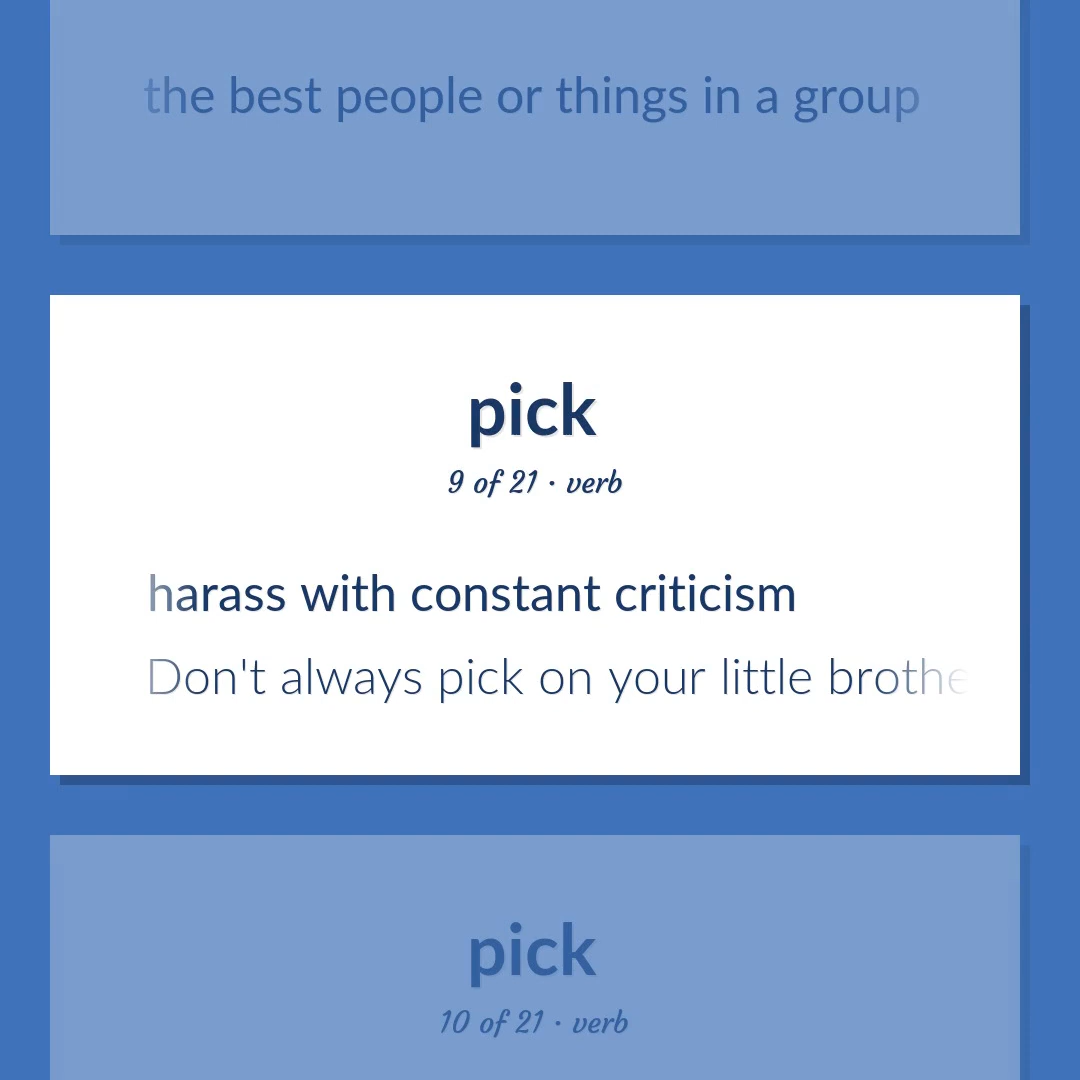 the best people or things in a group
pick
9 of 21 · verb
harass with constant criticism
Don't always pick on your little brothe
pick
10 of 21 · verb